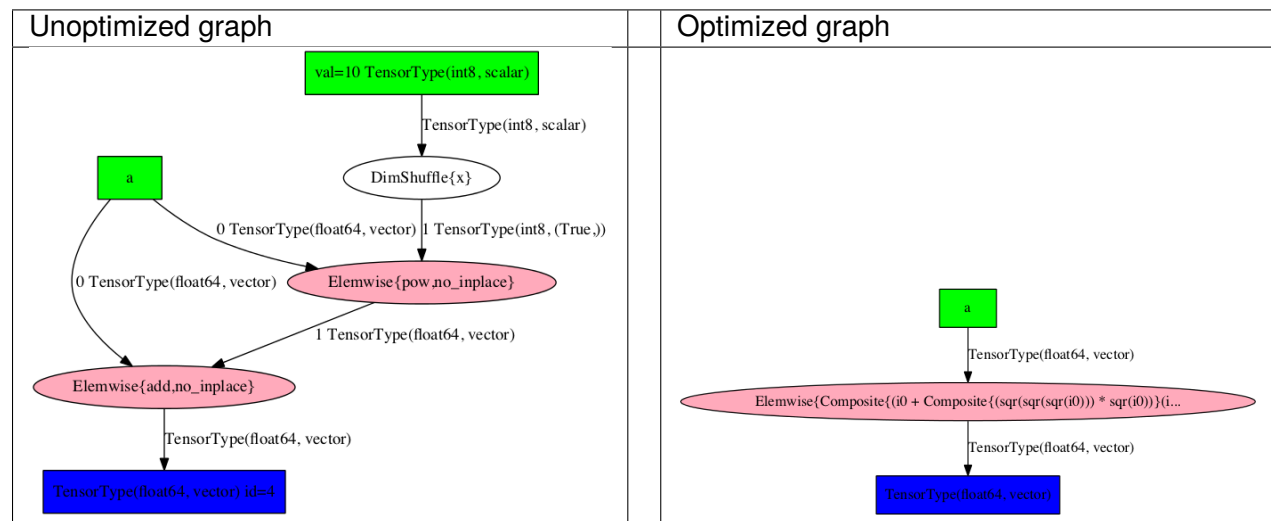 Unoptimized graph
Optimized graph
val=10 TensorType(int8, scalar)
TensorType(int8, scalar)
a
DimShuffle{x}
0 TensorType(float64, vector)
1 TensorType(int8, (True,))
0 TensorType(float64, vector)
Elemwise{pow,no_inplace}
1 TensorType(float64, vector)
Elemwise{add,no_inplace}
TensorType(float64, vector)
TensorType(float64, vector) id=4
a
TensorType(float64, vector)
Elemwise{Composite{(i0 + Composite{(sqr(sqr(sqr(i0))) * sqr(i0))}(i...
TensorType(float64, vector)
TensorType(float64, vector)